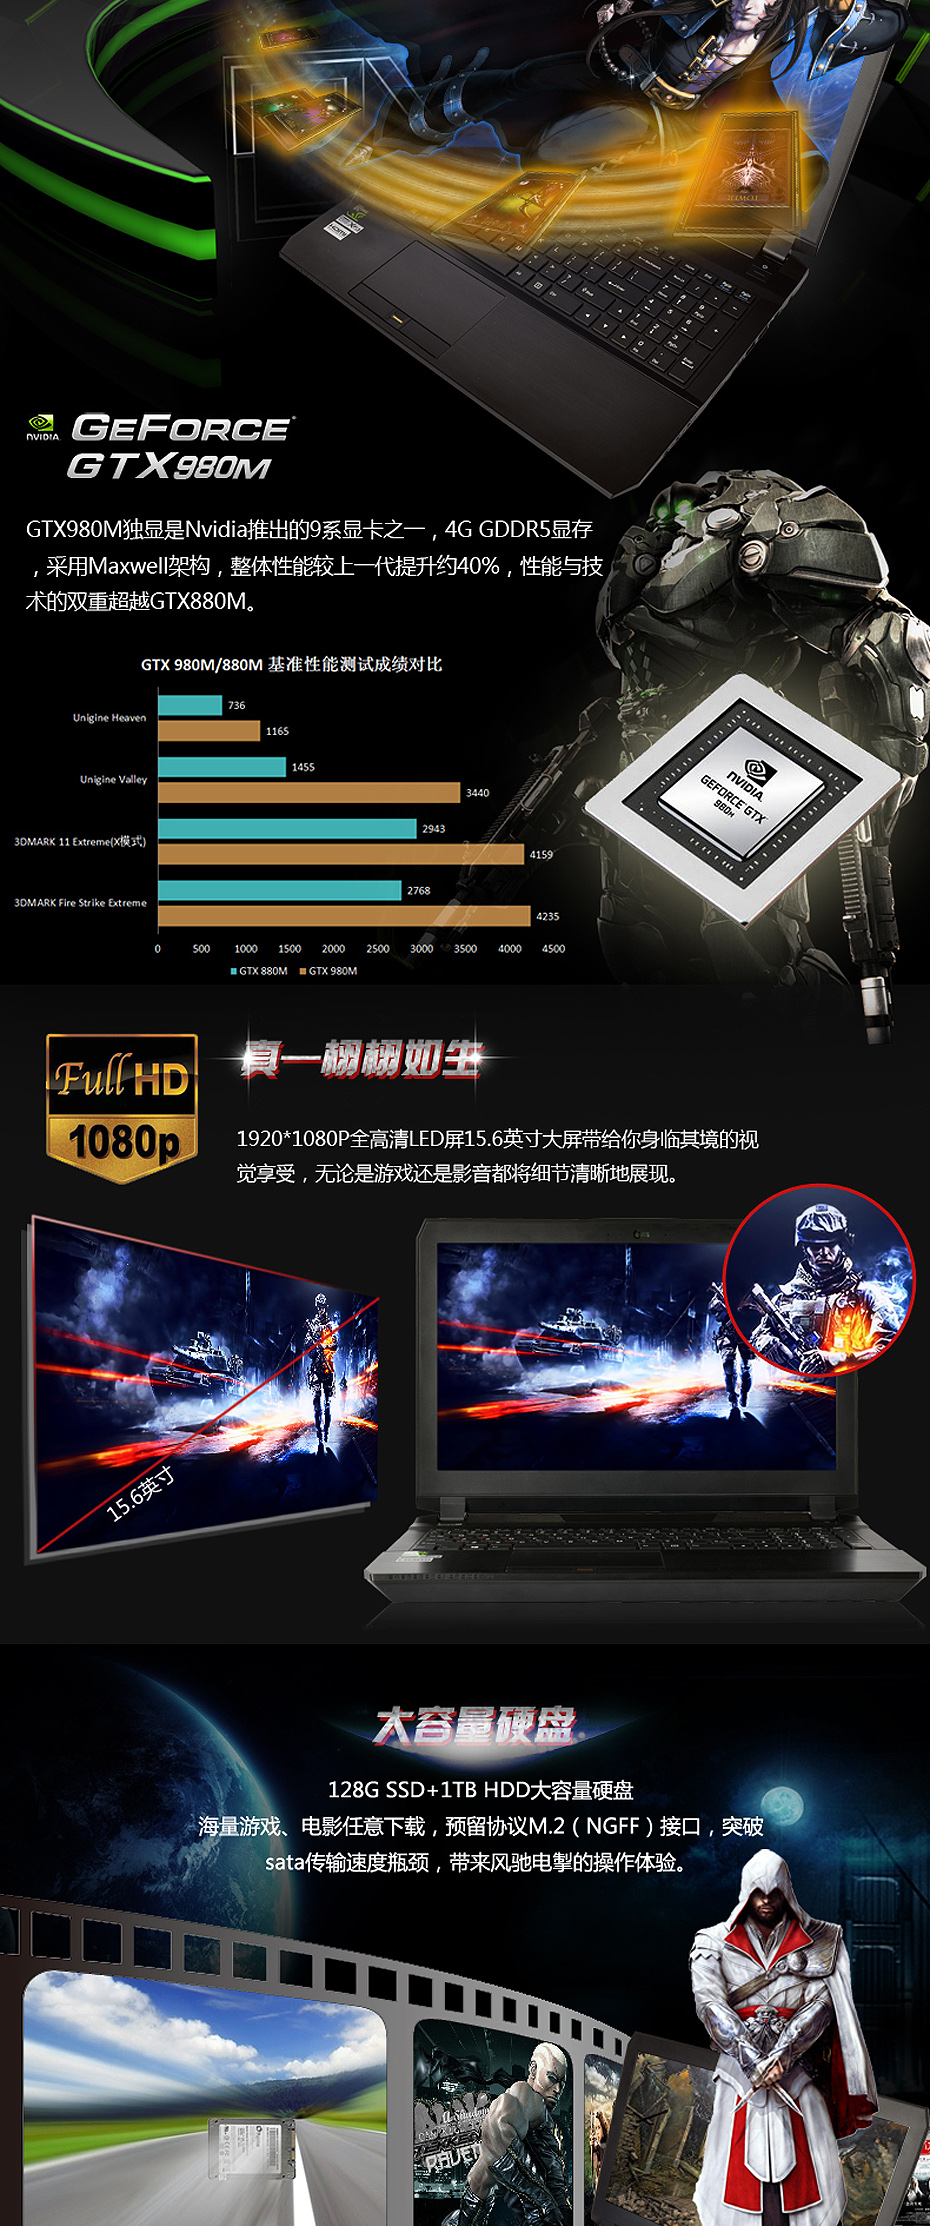 NVIDIA
GEFORCE
GTX980M
GTX980M独显是Nvidia推出的9系显卡之一，4G GDDR5显存
，采用Maxwell架构，整体性能较上一代提升约40%，性能与技
术的双重超越GTX880M。
GTX 980M/880M 基准性能测试成绩对比
Unigine Heaven
736
1165
Unigine Valley
1455
3440
3DMARK 11 Extreme(X模式)
2943
4159
3DMARK Fire Strike Extreme
2768
4235
0 500 1000 1500 2000 2500 3000 3500 4000 4500
GTX 880M GTX 980M
NVIDIA
GEFORCE GTX
980M
Full HD
1080p
真一栩栩如生
1920*1080P全高清LED屏15.6英寸大屏带给你身临其境的视
觉享受，无论是游戏还是影音都将细节清晰地展现。
15.6英寸
大容量硬盘
128G SSD+1TB HDD大容量硬盘
海量游戏、电影任意下载，预留协议M.2（NGFF）接口，突破
sata传输速度瓶颈，带来风驰电掣的操作体验。
RAVEN